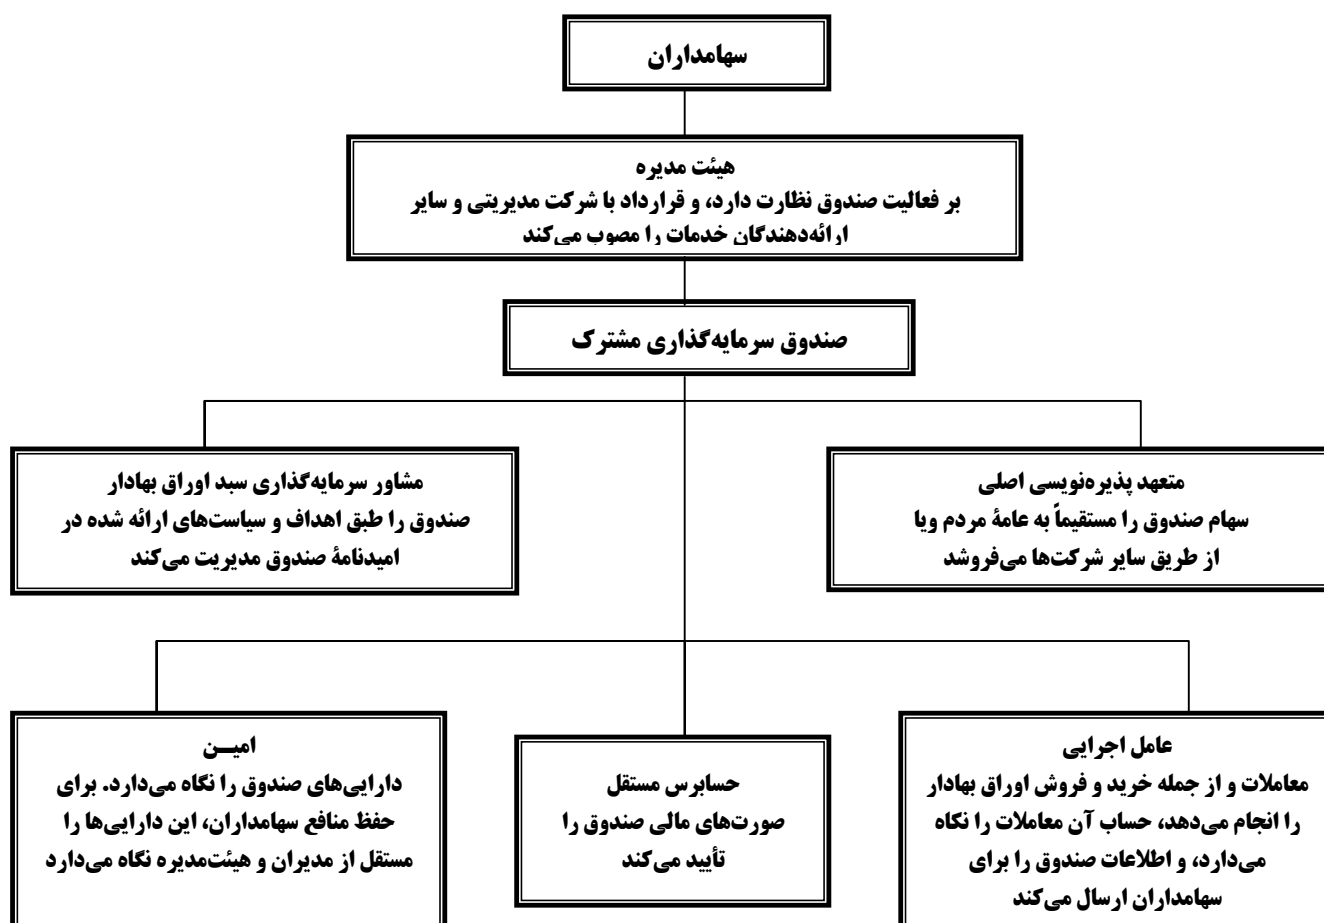 سهامداران
هیئت مدیره
بر فعالیت صندوق نظارت دارد، و قرارداد با شرکت مدیریتی و سایر
ارائه‌دهندگان خدمات را مصوب می‌کند
صندوق سرمایه‌گذاری مشترک
متعهد پذیره‌نویسی اصلی
سهام صندوق را مستقیماً به عامهٔ مردم ویا
از طریق سایر شرکت‌ها می‌فروشد
مشاور سرمایه‌گذاری سبد اوراق بهادار
صندوق را طبق اهداف و سیاست‌های ارائه شده در
امیدنامهٔ صندوق مدیریت می‌کند
عامل اجرایی
معاملات و از جمله خرید و فروش اوراق بهادار
را انجام می‌دهد، حساب آن معاملات را نگاه
می‌دارد، و اطلاعات صندوق را برای
سهامداران ارسال می‌کند
حسابرس مستقل
صورت‌های مالی صندوق را
تأیید می‌کند
امیــن
دارایی‌های صندوق را نگاه می‌دارد. برای
حفظ منافع سهامداران، این دارایی‌ها را
مستقل از مدیران و هیئت‌مدیره نگاه می‌دارد